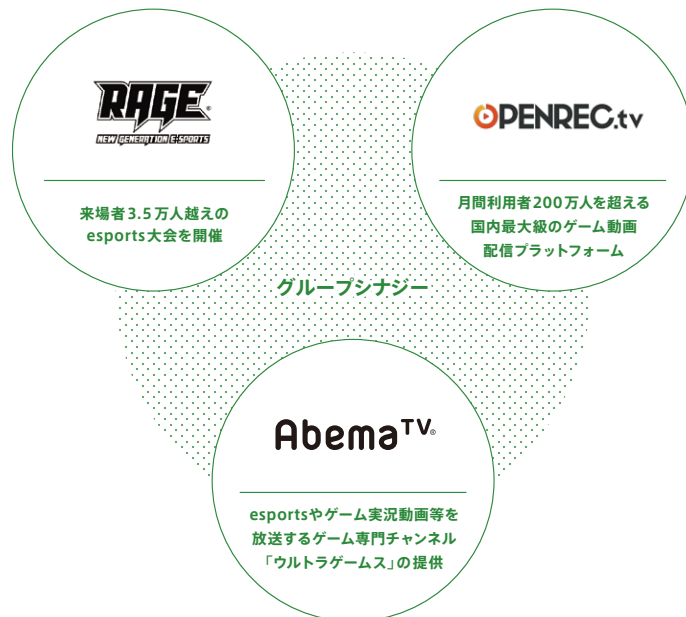 RAGE®
NEW GENERATION E-SPORTS
来場者3.5万人越えの
esports大会を開催
OPENREC.tv
月間利用者200万人を超える
国内最大級のゲーム動画
配信プラットフォーム
グループシナジー
AbemaTV®
esportsやゲーム実況動画等を
放送するゲーム専門チャンネル
「ウルトラゲームス」の提供